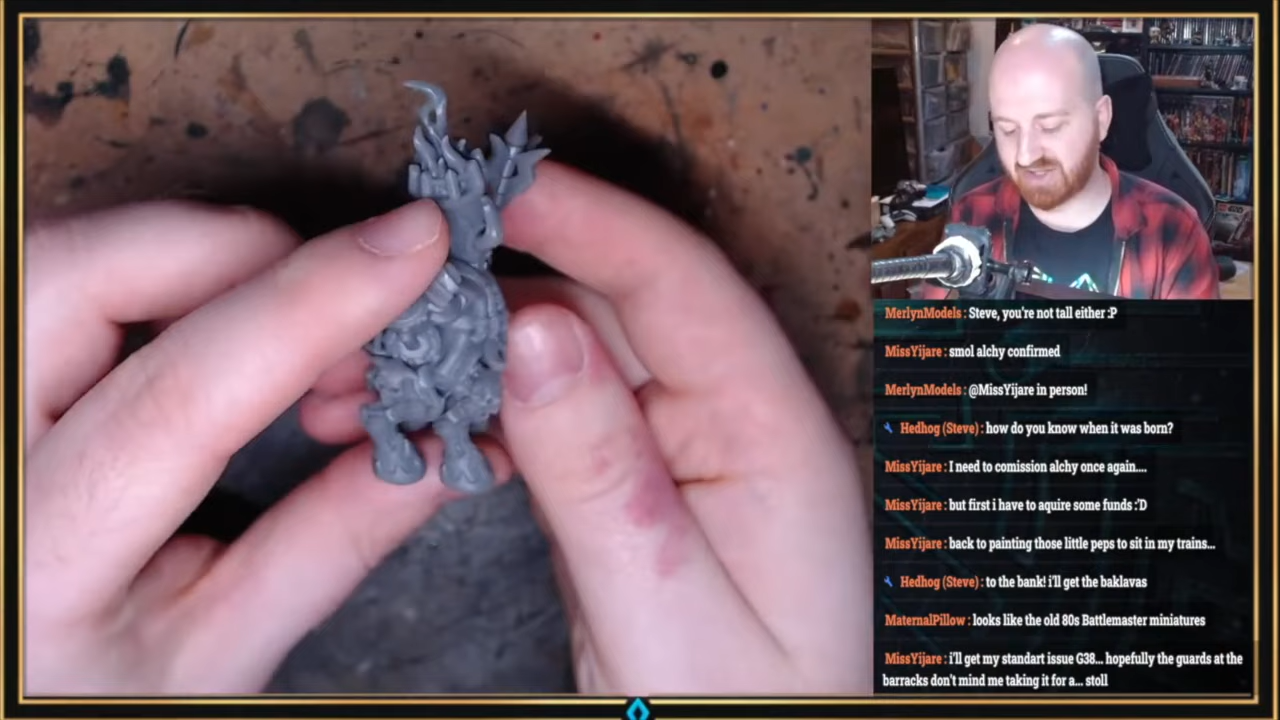 MerlynModels : Steve, you're not tall either :P
MissYijare : smol alchy confirmed
MerlynModels : @MissYijare in person!
Hedhog (Steve) : how do you know when it was born?
MissYijare : I need to comission alchy once again....
MissYijare : but first i have to aquire some funds :'D
MissYijare : back to painting those little peps to sit in my trains...
Hedhog (Steve) : to the bank! i'll get the baklavas
MaternalPillow : looks like the old 80s Battlemaster miniatures
MissYijare : i'll get my standart issue G38... hopefully the guards at the
barracks don't mind me taking it for a... stoll